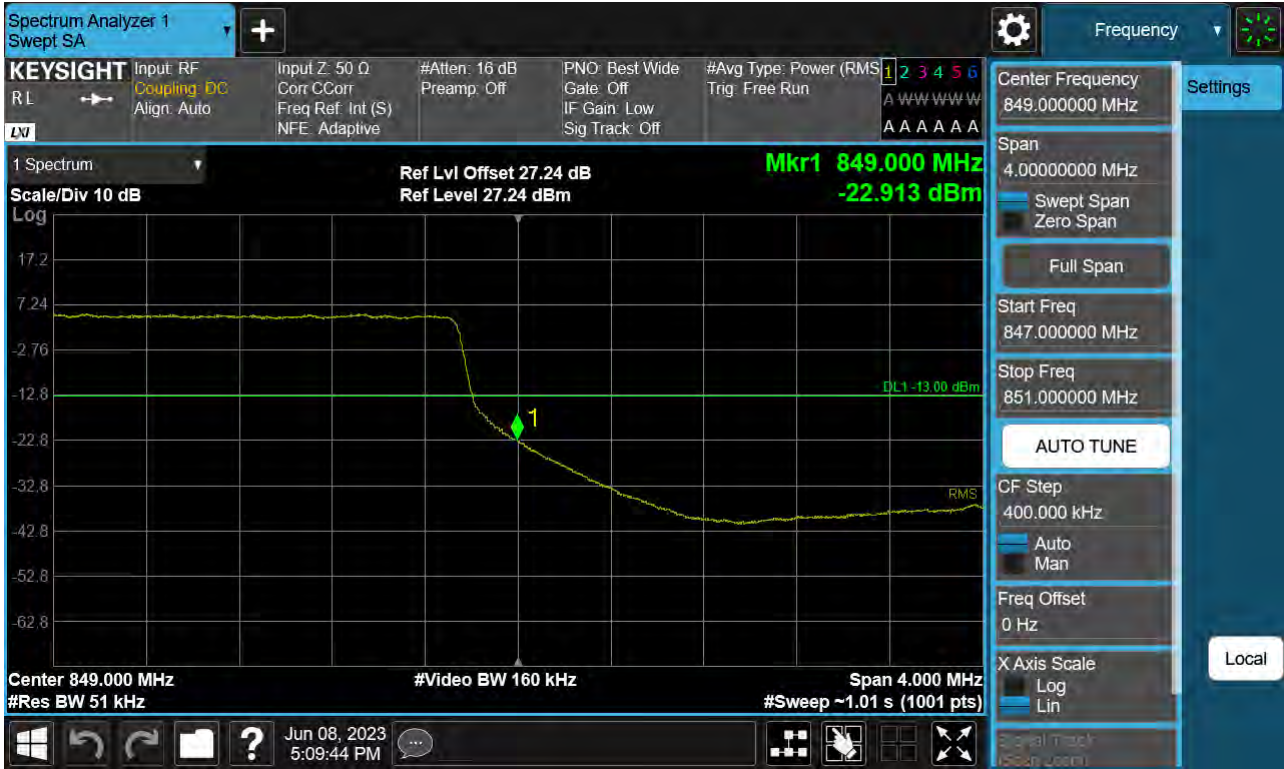 Spectrum Analyzer 1
Swept SA
+
Frequency
KEYSIGHT
R L
LXI
Input: RF
Coupling: DC
Align: Auto
Input Z: 50 Ω
Corr CCorr
Freq Ref: Int (S)
NFE: Adaptive
#Atten: 16 dB
Preamp: Off
PNO: Best Wide
Gate: Off
IF Gain: Low
Sig Track: Off
#Avg Type: Power (RMS
Trig: Free Run
1 2 3 4 5 6
A W W W W W
A A A A A A
1 Spectrum
Scale/Div 10 dB
Log
Ref Lvl Offset 27.24 dB
Ref Level 27.24 dBm
Mkr1 849.000 MHz
-22.913 dBm
17.2
7.24
-2.76
-12.8
-22.8
-32.8
-42.8
-52.8
-62.8
DL1 -13.00 dBm
1
RMS
Center 849.000 MHz
#Video BW 160 kHz
Span 4.000 MHz
#Res BW 51 kHz
#Sweep ~1.01 s (1001 pts)
Center Frequency
849.000000 MHz
Settings
Span
4.00000000 MHz
Swept Span
Zero Span
Full Span
Start Freq
847.000000 MHz
Stop Freq
851.000000 MHz
AUTO TUNE
CF Step
400.000 kHz
Auto
Man
Freq Offset
0 Hz
X Axis Scale
Log
Lin
Local
Signal Track
(Span Zoom)
?
Jun 08, 2023
5:09:44 PM